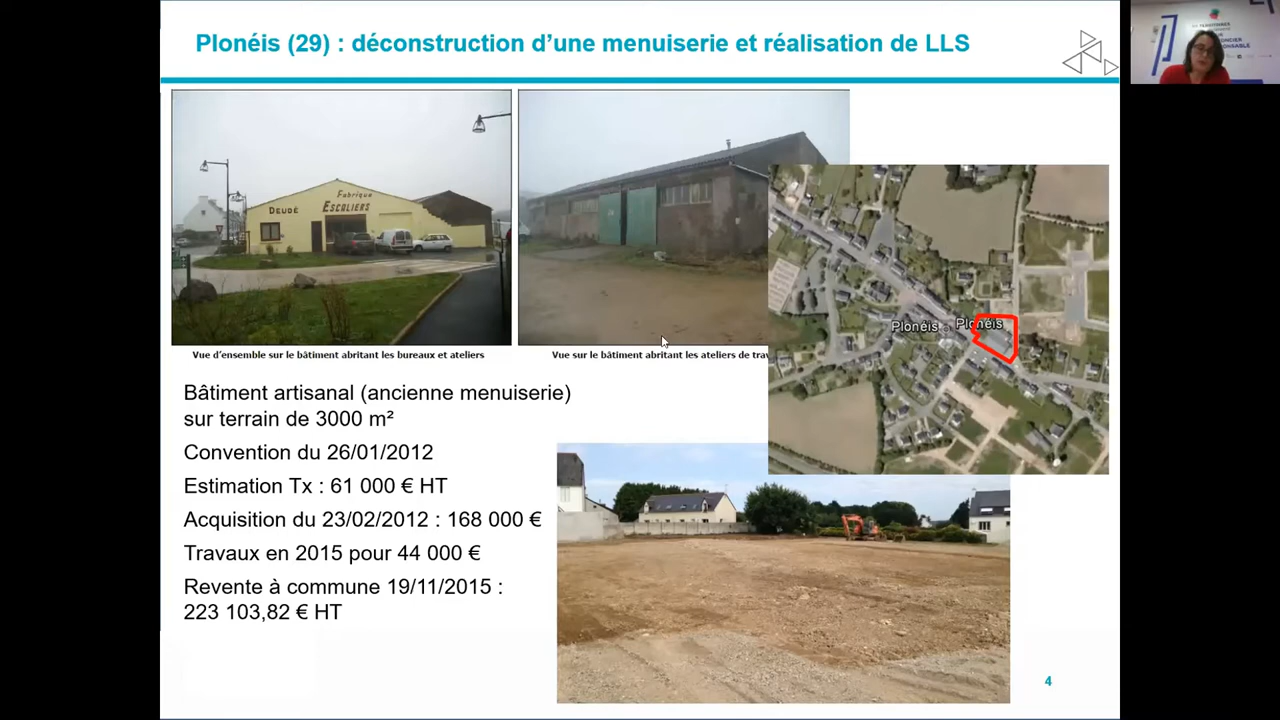 Plonéis (29) : déconstruction d’une menuiserie et réalisation de LLS
DEUDÉ
Fabrique
ESCALIERS
Vue d’ensemble sur le bâtiment abritant les bureaux et ateliers
Vue sur le bâtiment abritant les ateliers de trav
Plonéis
Plonéis
Bâtiment artisanal (ancienne menuiserie)
sur terrain de 3000 m²
Convention du 26/01/2012
Estimation Tx : 61 000 € HT
Acquisition du 23/02/2012 : 168 000 €
Travaux en 2015 pour 44 000 €
Revente à commune 19/11/2015 :
223 103,82 € HT
4
TERRITOIRES
FONCIER